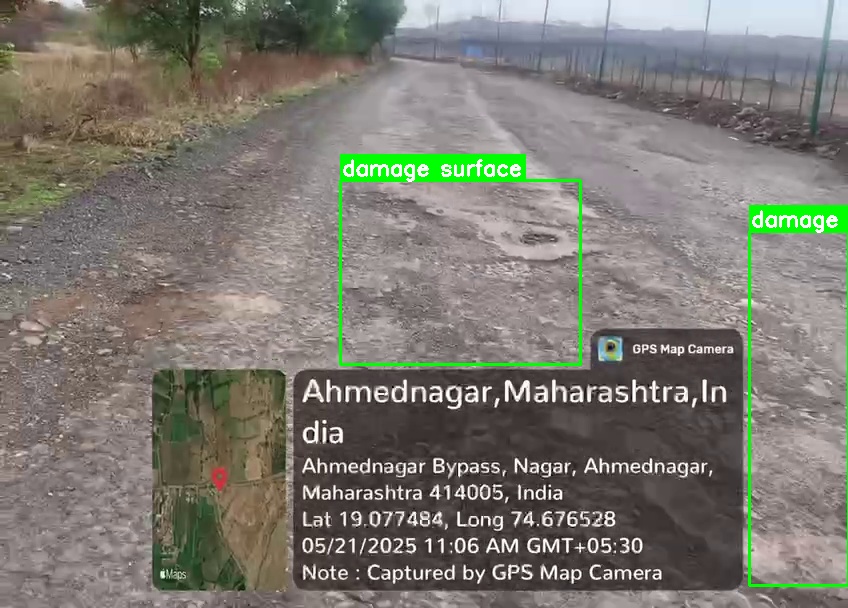 damage surface
damage
GPS Map Camera
Ahmednagar,Maharashtra,In
dia
Ahmednagar Bypass, Nagar, Ahmednagar,
Maharashtra 414005, India
Lat 19.077484, Long 74.676528
05/21/2025 11:06 AM GMT+05:30
Note : Captured by GPS Map Camera
Maps